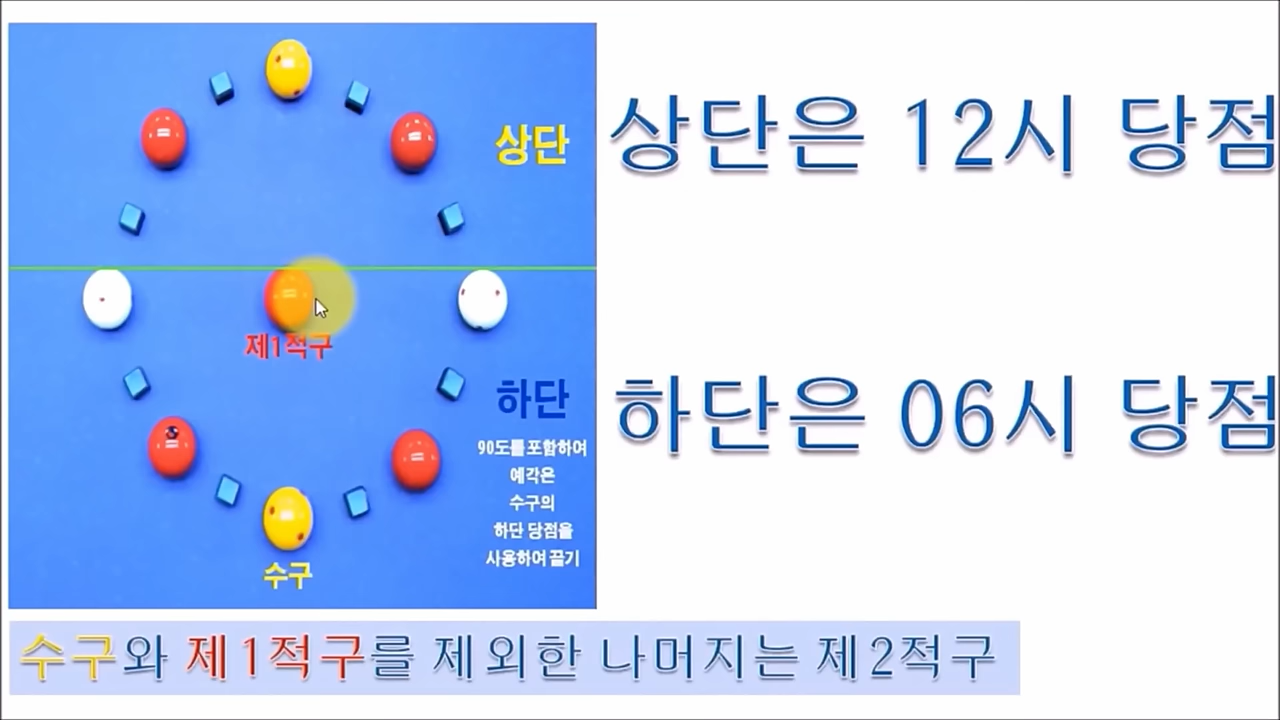 상단
상단은 12시 당점
제1적구
하단
하단은 06시 당점
90도를포함하여
예각은
수구의
하단 당점을
사용하여 끌기
수구
수구와 제1적구를 제외한 나머지는 제2적구